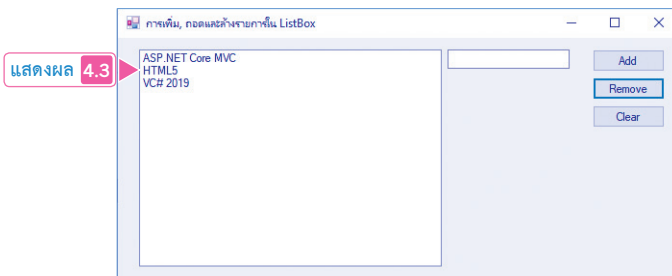 การเพิ่ม, ถอดและล้างรายการใน ListBox
แสดงผล 4.3
ASP.NET Core MVC
HTML5
VC# 2019
Add
Remove
Clear